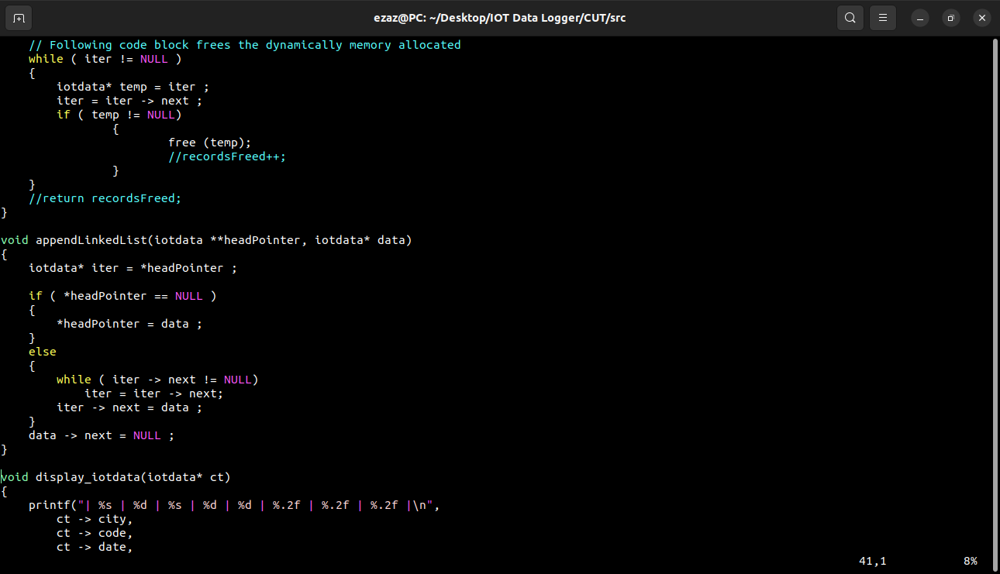 ezaz@PC: ~/Desktop/IOT Data Logger/CUT/src
// Following code block frees the dynamically memory allocated
while ( iter != NULL )
{
iotdata* temp = iter ;
iter = iter -> next ;
if ( temp != NULL)
{
free (temp);
//recordsFreed++;
}
}
//return recordsFreed;
}
void appendLinkedList(iotdata **headPointer, iotdata* data)
{
iotdata* iter = *headPointer ;
if ( *headPointer == NULL )
{
*headPointer = data ;
}
else
{
while ( iter -> next != NULL)
iter = iter -> next;
iter -> next = data ;
}
data -> next = NULL ;
}
void display_iotdata(iotdata* ct)
{
printf("| %s | %d | %s | %d | %d | %.2f | %.2f | %.2f |\n",
ct -> city,
ct -> code,
ct -> date,
41,1 8%